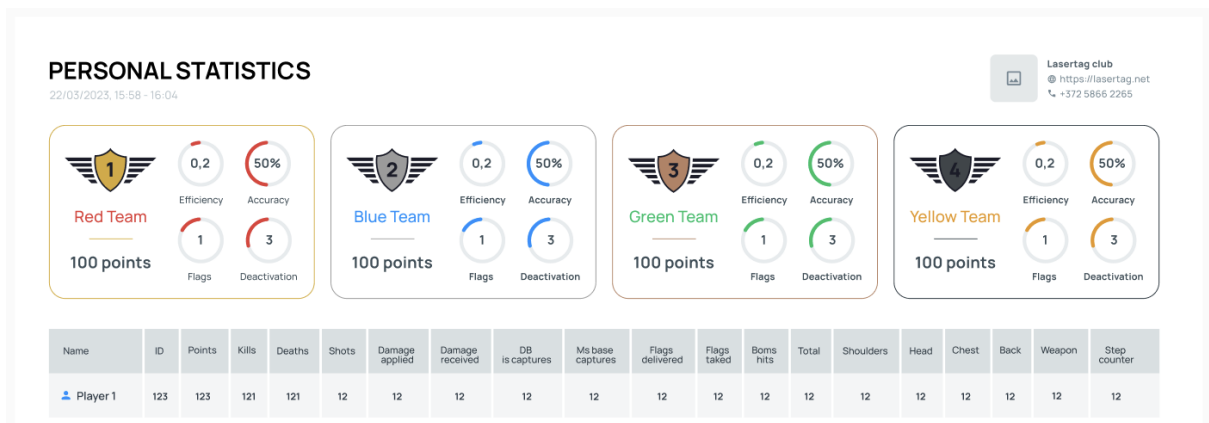 PERSONAL STATISTICS
22/03/2023, 15:58 - 16:04
Lasertag club
https://lasertag.net
+372 5866 2265
1
Red Team
100 points
0,2
Efficiency
50%
Accuracy
1
Flags
3
Deactivation
2
Blue Team
100 points
0,2
Efficiency
50%
Accuracy
1
Flags
3
Deactivation
3
Green Team
100 points
0,2
Efficiency
50%
Accuracy
1
Flags
3
Deactivation
4
Yellow Team
100 points
0,2
Efficiency
50%
Accuracy
1
Flags
3
Deactivation
Name ID Points Kills Deaths Shots Damage applied Damage received DB is captures Ms base captures Flags delivered Flags taked Boms hits Total Shoulders Head Chest Back Weapon Step counter
Player 1 123 123 121 121 12 12 12 12 12 12 12 12 12 12 12 12 12 12 12